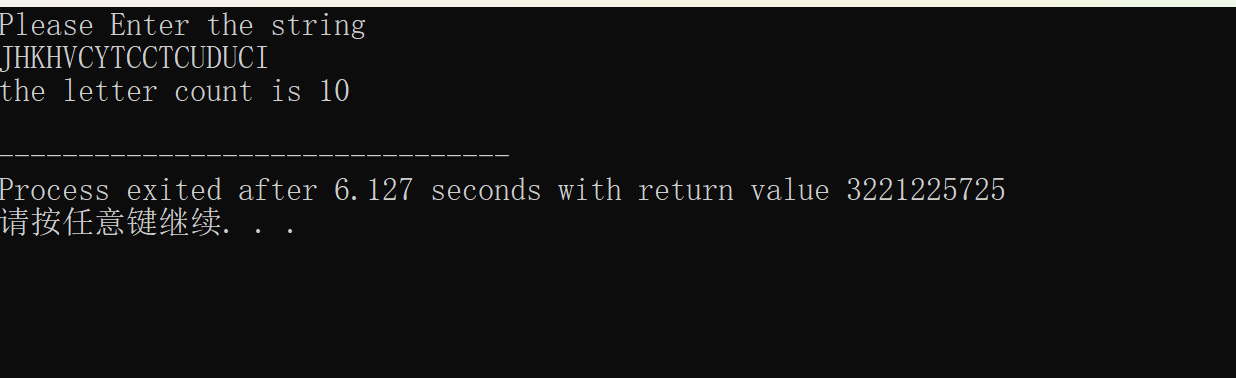 Please Enter the string
JHKHVCYTCCTCUDUCI
the letter count is 10
--------------------------------
Process exited after 6.127 seconds with return value 3221225725
请按任意键继续. . .